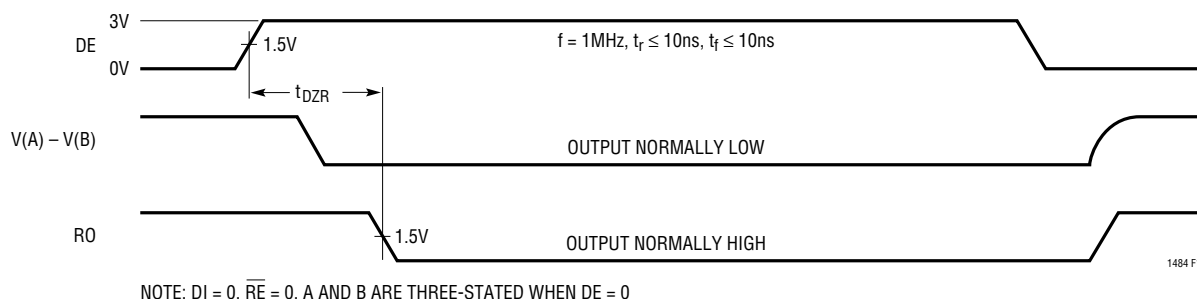 3V
DE
1.5V
f = 1MHz, tr ≤ 10ns, tf ≤ 10ns
0V
tDZR
V(A) – V(B)
OUTPUT NORMALLY LOW
RO
1.5V
OUTPUT NORMALLY HIGH
1484 F
NOTE: DI = 0, R̅E̅ = 0, A AND B ARE THREE-STATED WHEN DE = 0